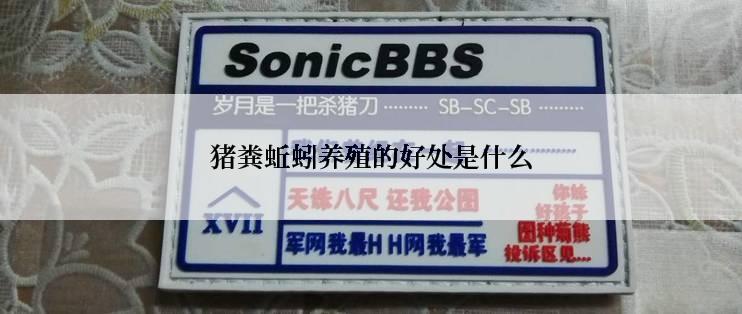 SonicBBS
岁月是一把杀猪刀 ········· SB-SC-SB ·········
猪粪蚯蚓养殖的好处是什么
天蛛八尺 还我公图
XVII
军网我最H H网我最军
你妹
好孩子
图种菊熊
投诉区见...